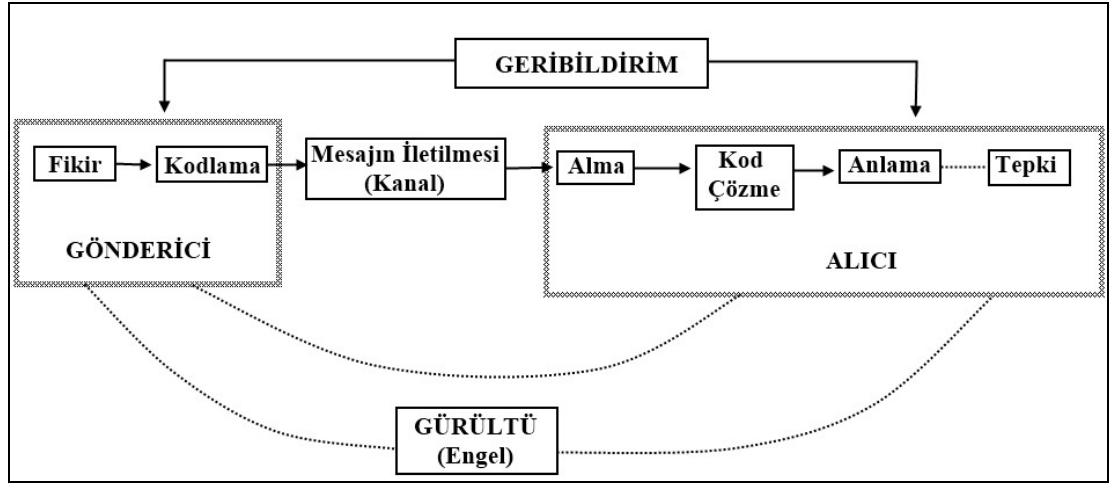 GERİBİLDİRİM
Fikir
Kodlama
Mesajın İletilmesi
(Kanal)
Alma
Kod
Çözme
Anlama
Tepki
GÖNDERİCİ
ALICI
GÜRÜLTÜ
(Engel)